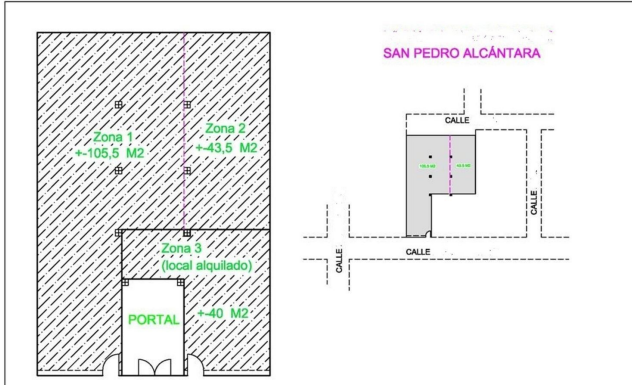 SAN PEDRO ALCÁNTARA
Zona 1
+-105,5 M2
Zona 2
+-43,5 M2
Zona 3
(local alquilado)
+-40 M2
PORTAL
CALLE
CALLE
CALLE
CALLE